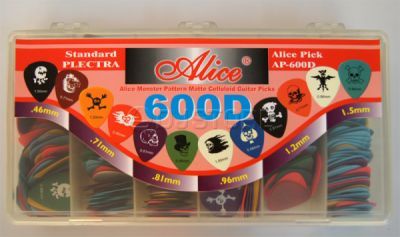 Standard
PLECTRA
Alice®
Alice Pick
AP-600D
Alice Monster Pattern Matte Celluloid Guitar Picks
600D
.46mm
.71mm
.81mm
.96mm
1.2mm
1.5mm